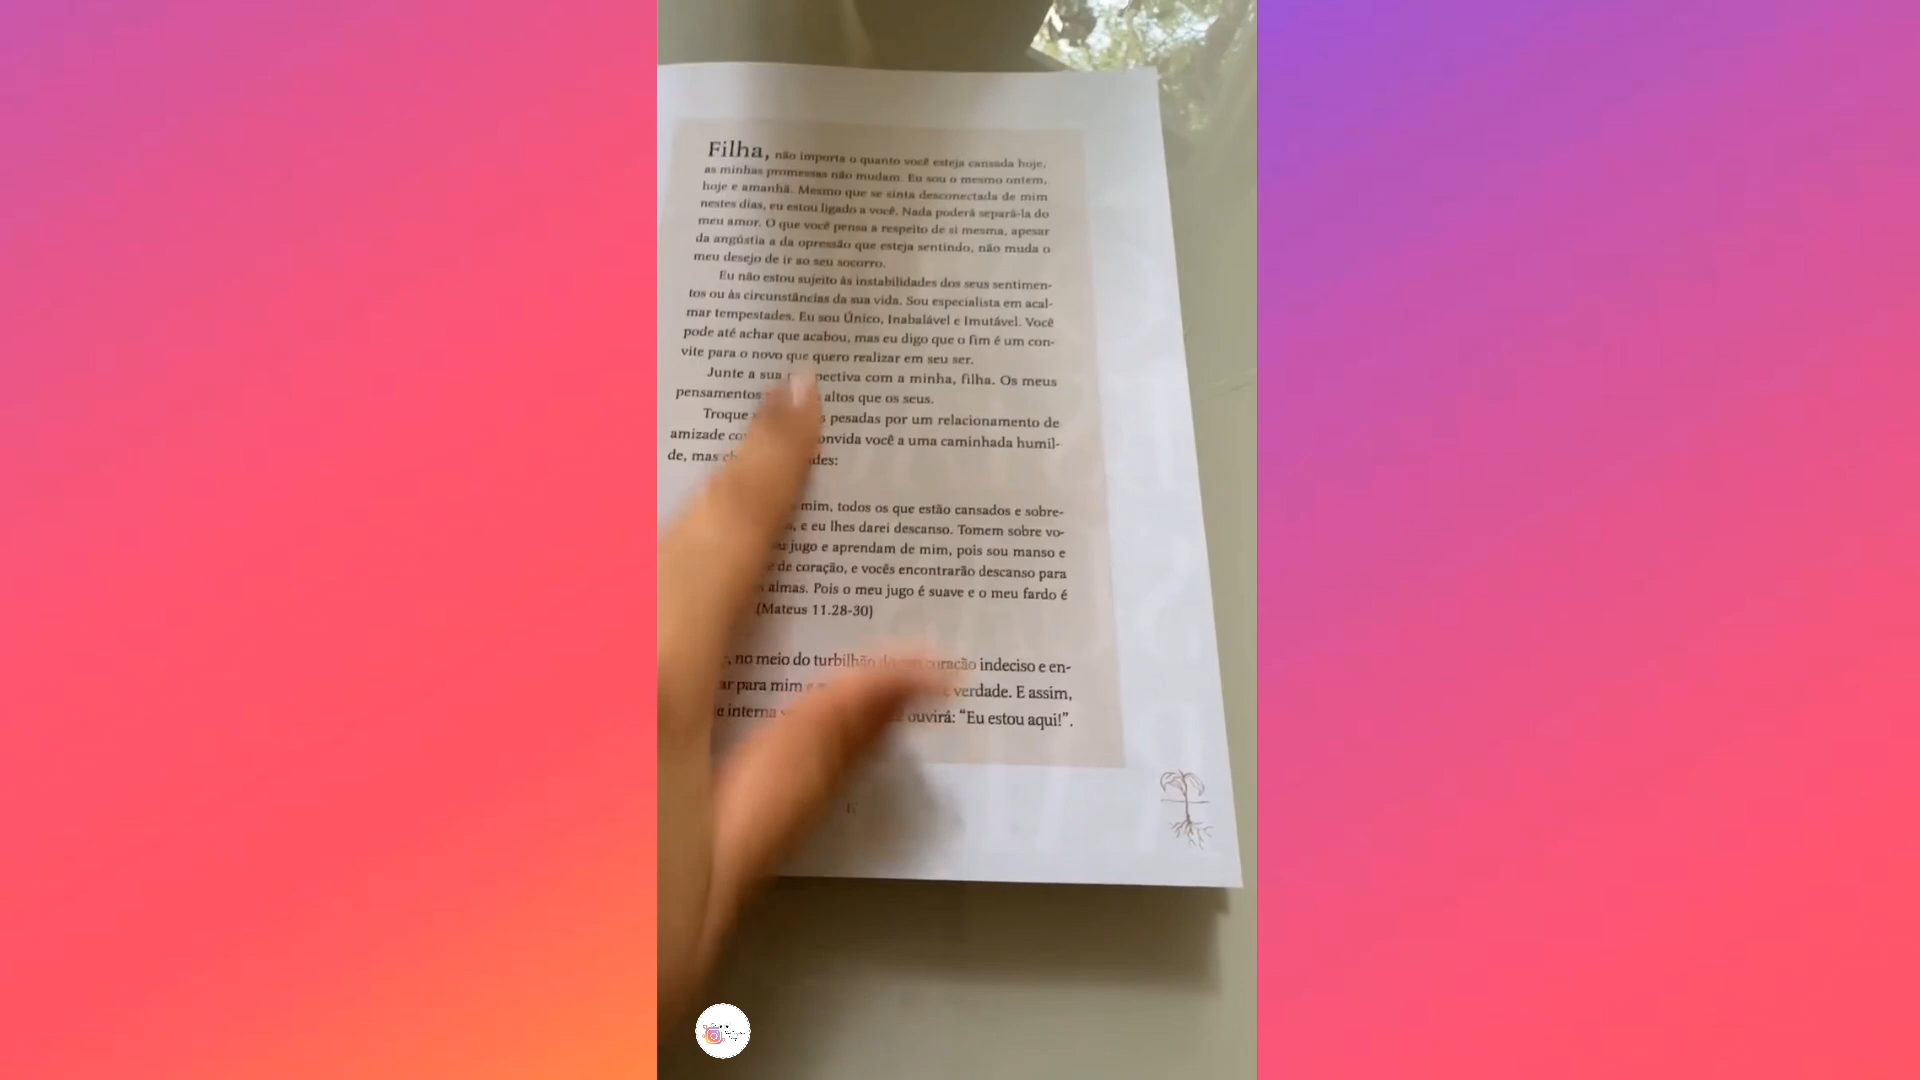 Filha, não importa o quanto você esteja cansada hoje,
as minhas promessas não mudam. Eu sou o mesmo ontem,
hoje e amanhã. Mesmo que se sinta desconectada de mim
nestes dias, eu estou ligado a você. Nada poderá separá-la do
meu amor. O que você pensa a respeito de si mesma, apesar
da angústia a da opressão que esteja sentindo, não muda o
meu desejo de ir ao seu socorro.
Eu não estou sujeito às instabilidades dos seus sentimen-
tos ou às circunstâncias da sua vida. Sou especialista em acal-
mar tempestades. Eu sou Único, Inabalável e Imutável. Você
pode até achar que acabou, mas eu digo que o fim é um con-
vite para o novo que quero realizar em seu ser.
Junte a sua pectiva com a minha, filha. Os meus
pensamentos altos que os seus.
Troque pesadas por um relacionamento de
amizade onvida você a uma caminhada humil-
de, mas des:
mim, todos os que estão cansados e sobre-
, e eu lhes darei descanso. Tomem sobre vo-
jugo e aprendam de mim, pois sou manso e
de coração, e vocês encontrarão descanso para
almas. Pois o meu jugo é suave e o meu fardo é
(Mateus 11.28-30)
, no meio do turbilhão coração indeciso e en-
ar para mim verdade. E assim,
e interna ouvirá: “Eu estou aqui!”.